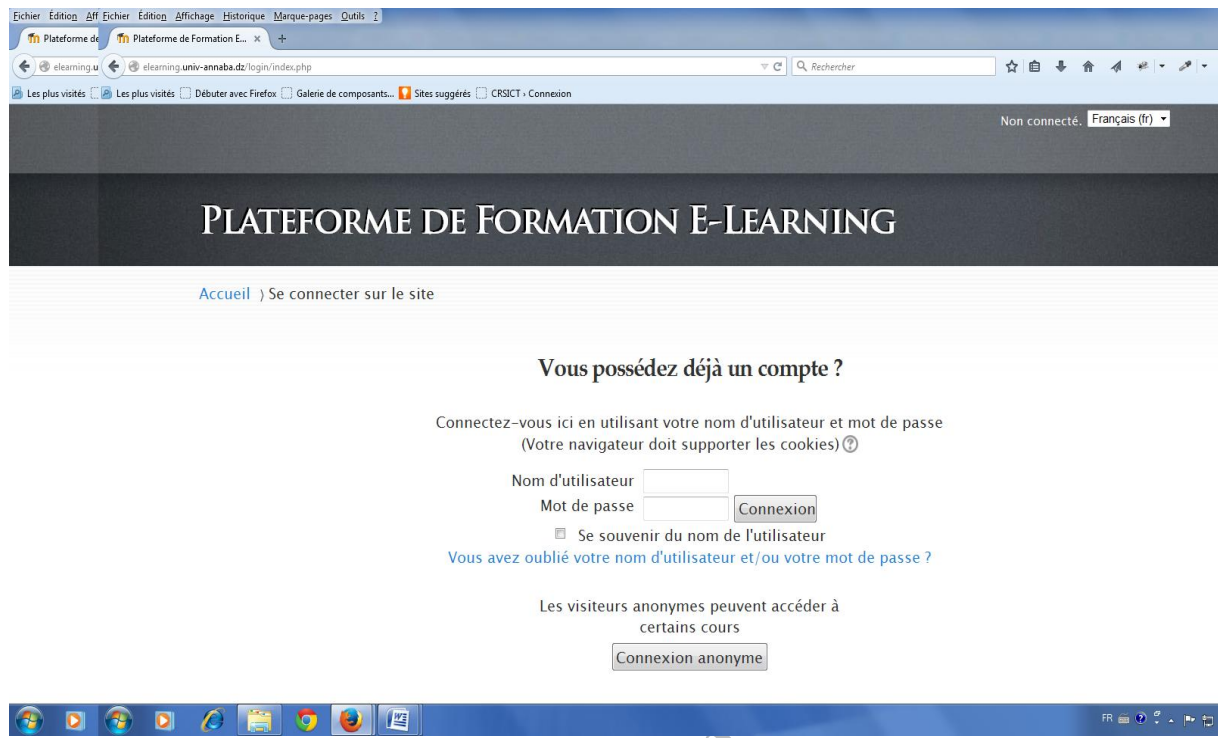 Fichier Édition Aff Fichier Édition Affichage Historique Marque-pages Outils ?
Plateforme de Plateforme de Formation E... × +
elearning.u elearning.univ-annaba.dz/login/index.php Rechercher
Les plus visités Les plus visités Débuter avec Firefox Galerie de composants... Sites suggérés CRSICT › Connexion
Non connecté. Français (fr)
Plateforme de Formation E-Learning
Accueil ⟩ Se connecter sur le site
Vous possédez déjà un compte ?
Connectez-vous ici en utilisant votre nom d'utilisateur et mot de passe
(Votre navigateur doit supporter les cookies) ?
Nom d'utilisateur
Mot de passe Connexion
Se souvenir du nom de l'utilisateur
Vous avez oublié votre nom d'utilisateur et/ou votre mot de passe ?
Les visiteurs anonymes peuvent accéder à
certains cours
Connexion anonyme
FR